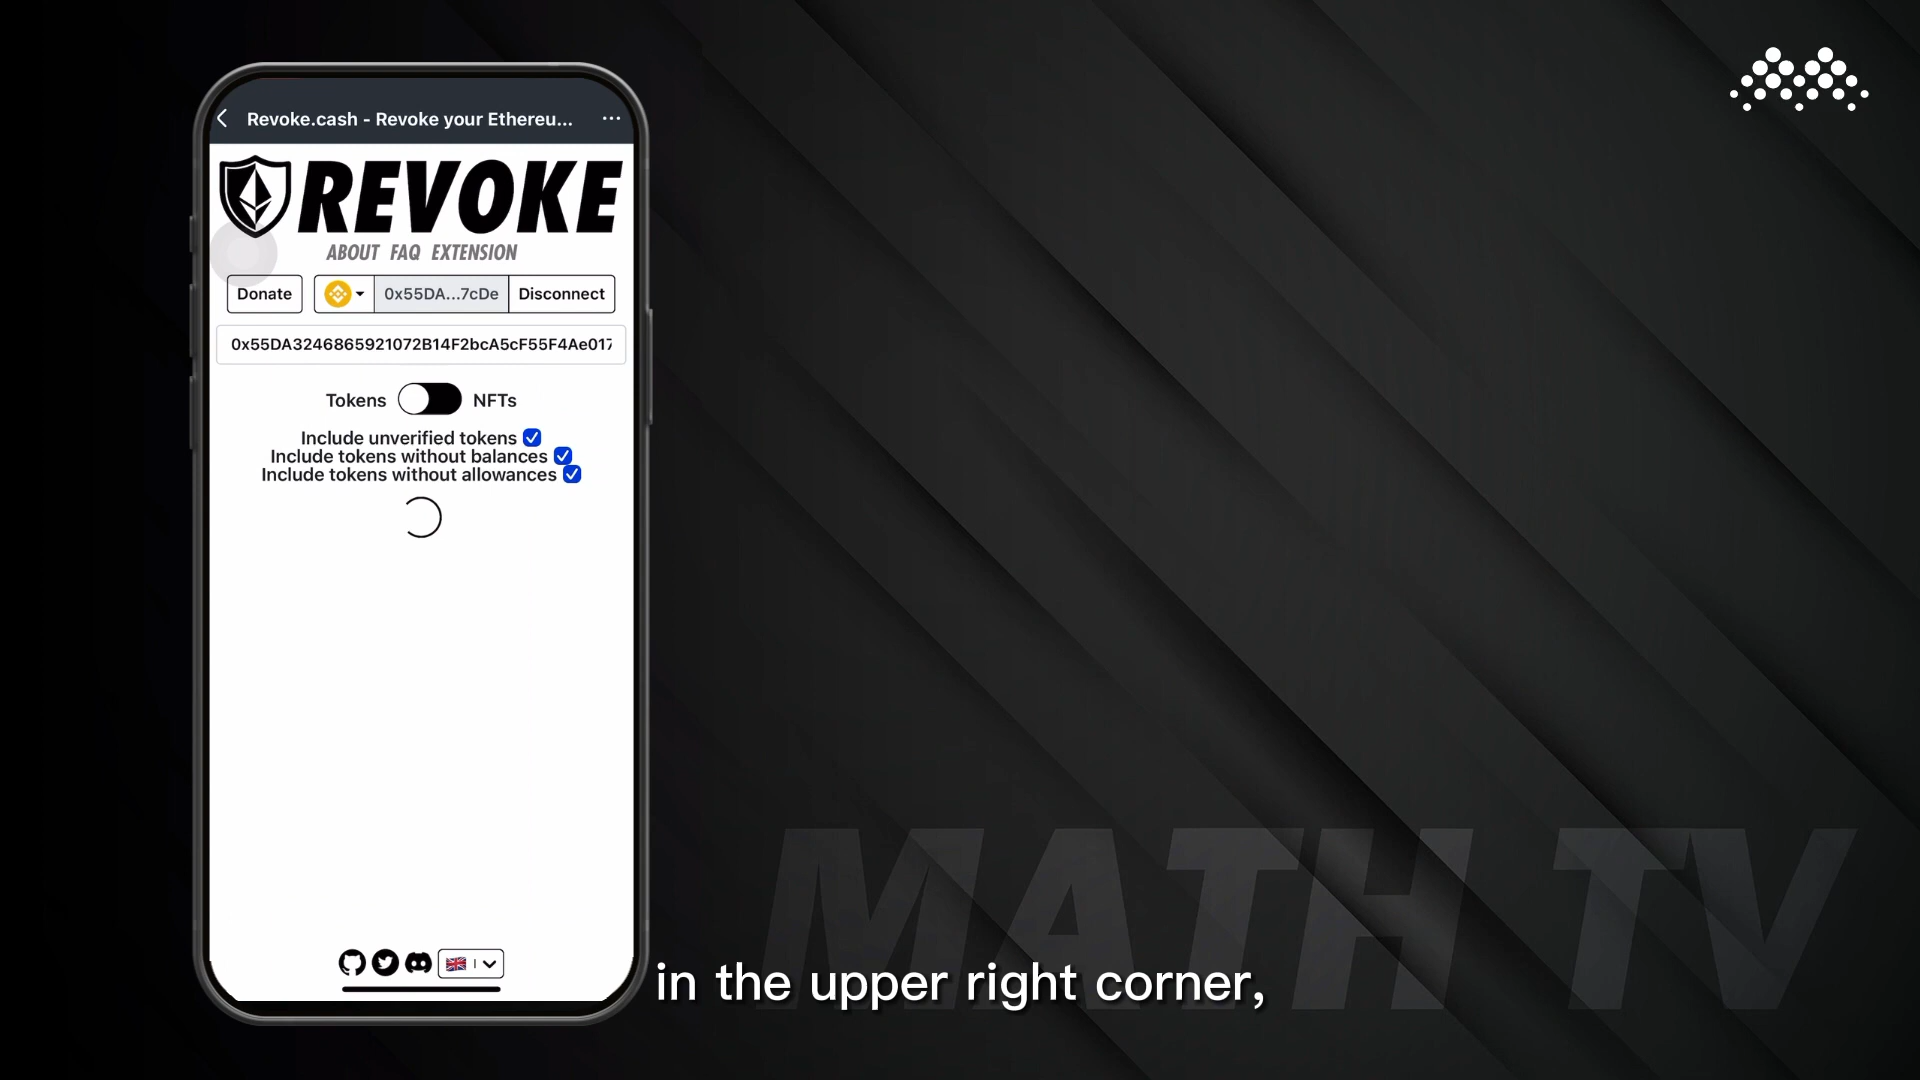 Revoke.cash - Revoke your Ethereu...
REVOKE
ABOUT FAQ EXTENSION
Donate
0x55DA...7cDe
Disconnect
0x55DA3246865921072B14F2bcA5cF55F4Ae017
Tokens
NFTs
Include unverified tokens
Include tokens without balances
Include tokens without allowances
MATH TV
in the upper right corner,